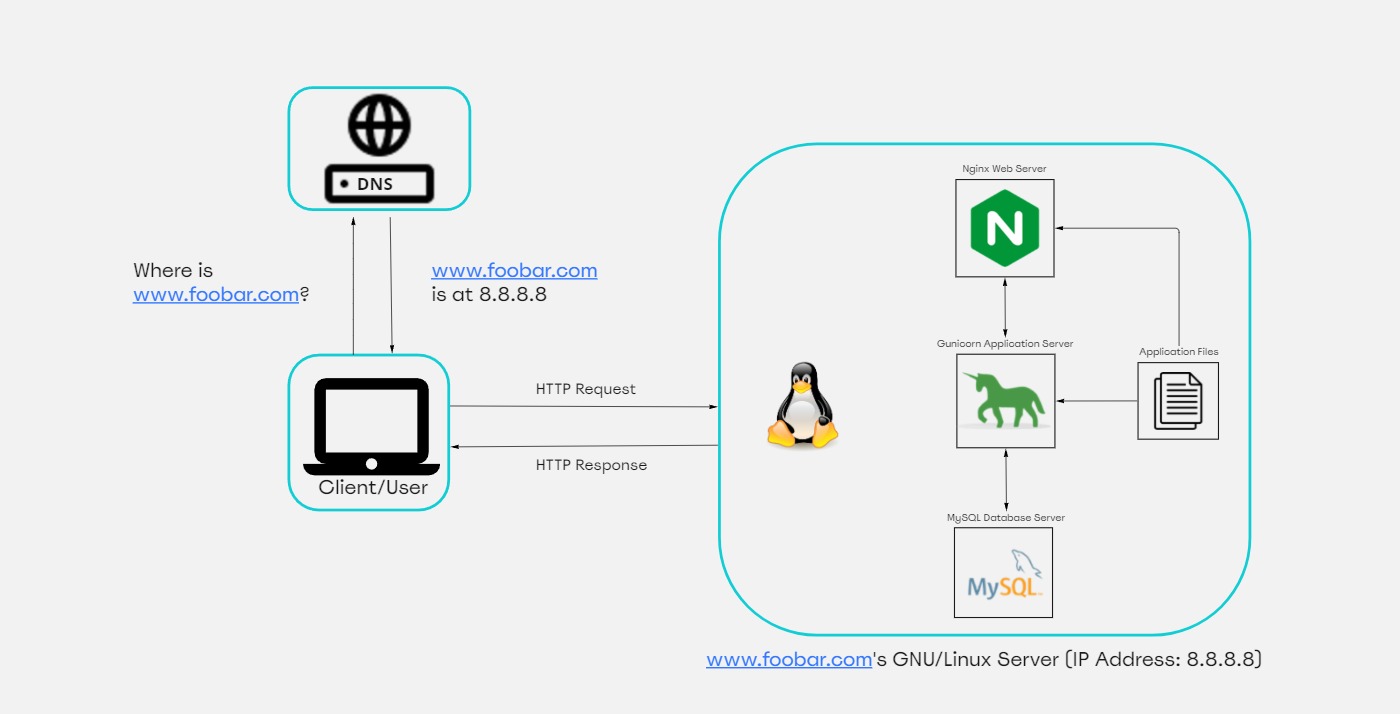 DNS
Where is
www.foobar.com?
www.foobar.com
is at 8.8.8.8
Client/User
HTTP Request
HTTP Response
Nginx Web Server
N
Gunicorn Application Server
Application Files
MySQL Database Server
MySQL
www.foobar.com's GNU/Linux Server (IP Address: 8.8.8.8)